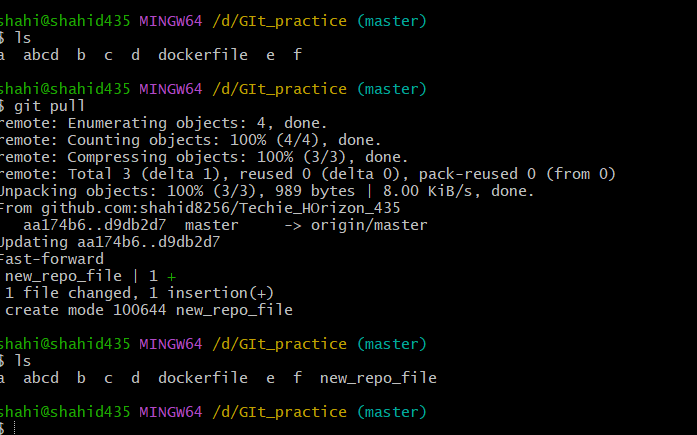 shahi@shahid435 MINGW64 /d/GIt_practice (master)
$ ls
a  abcd  b  c  d  dockerfile  e  f
shahi@shahid435 MINGW64 /d/GIt_practice (master)
$ git pull
remote: Enumerating objects: 4, done.
remote: Counting objects: 100% (4/4), done.
remote: Compressing objects: 100% (3/3), done.
remote: Total 3 (delta 1), reused 0 (delta 0), pack-reused 0 (from 0)
Unpacking objects: 100% (3/3), 989 bytes | 8.00 KiB/s, done.
From github.com:shahid8256/Techie_HOrizon_435
   aa174b6..d9db2d7  master     -> origin/master
Updating aa174b6..d9db2d7
Fast-forward
 new_repo_file | 1 +
 1 file changed, 1 insertion(+)
 create mode 100644 new_repo_file
shahi@shahid435 MINGW64 /d/GIt_practice (master)
$ ls
a  abcd  b  c  d  dockerfile  e  f  new_repo_file
shahi@shahid435 MINGW64 /d/GIt_practice (master)
$